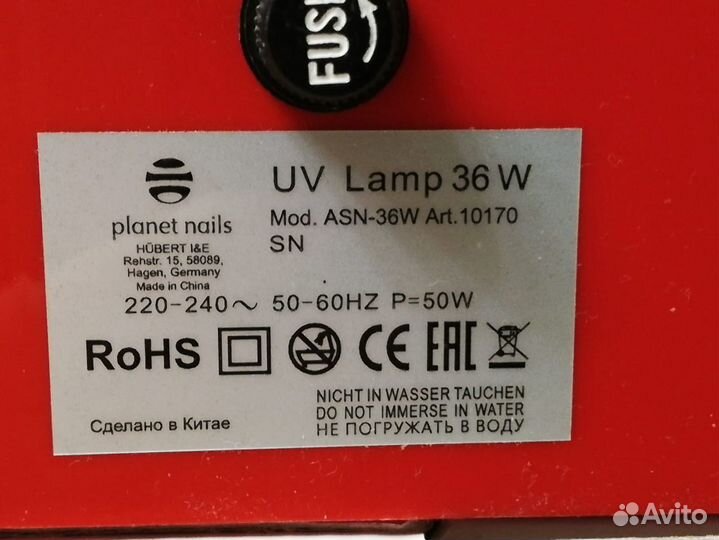 FUSE
UV Lamp 36 W
Mod. ASN-36W Art.10170
SN
planet nails
HÜBERT I&E
Rehstr. 15, 58089,
Hagen, Germany
Made in China
220-240~ 50-60HZ P=50W
RoHS CE EAC
NICHT IN WASSER TAUCHEN
DO NOT IMMERSE IN WATER
НЕ ПОГРУЖАТЬ В ВОДУ
Сделано в Китае
Avito